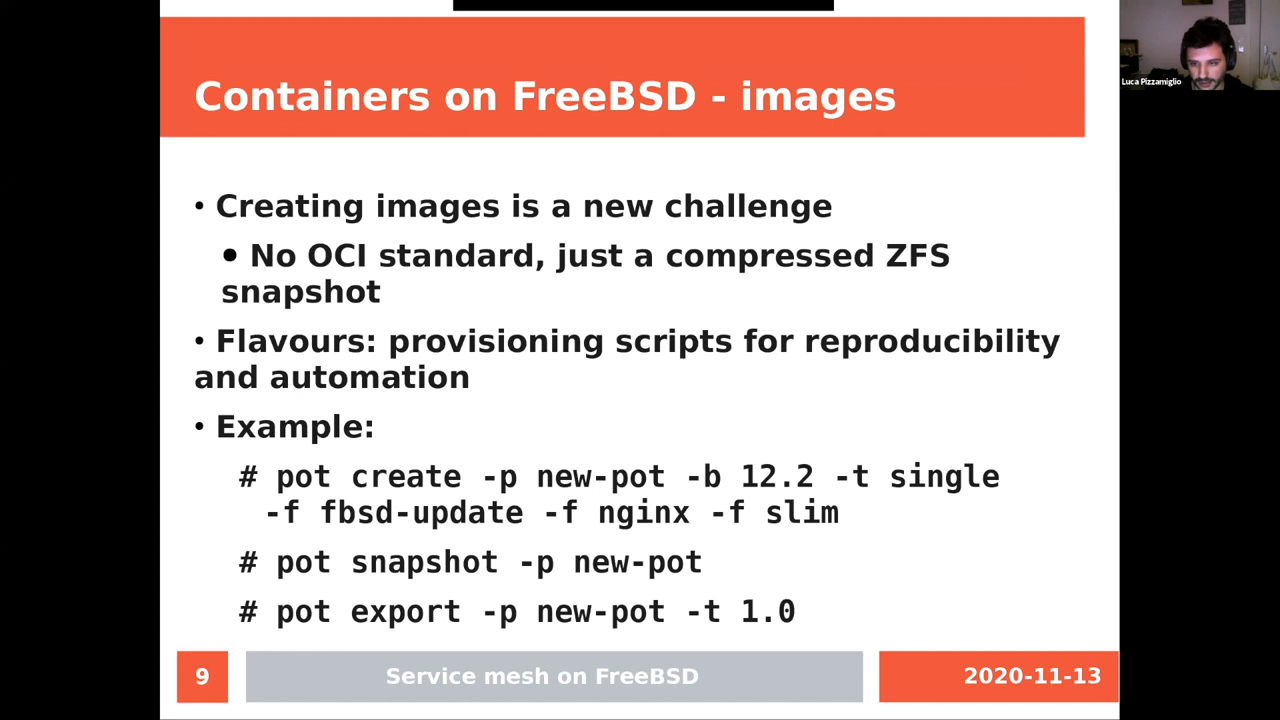 Containers on FreeBSD - images
Luca Pizzamiglio
• Creating images is a new challenge
• No OCI standard, just a compressed ZFS
snapshot
• Flavours: provisioning scripts for reproducibility
and automation
• Example:
# pot create -p new-pot -b 12.2 -t single
-f fbsd-update -f nginx -f slim
# pot snapshot -p new-pot
# pot export -p new-pot -t 1.0
9
Service mesh on FreeBSD
2020-11-13